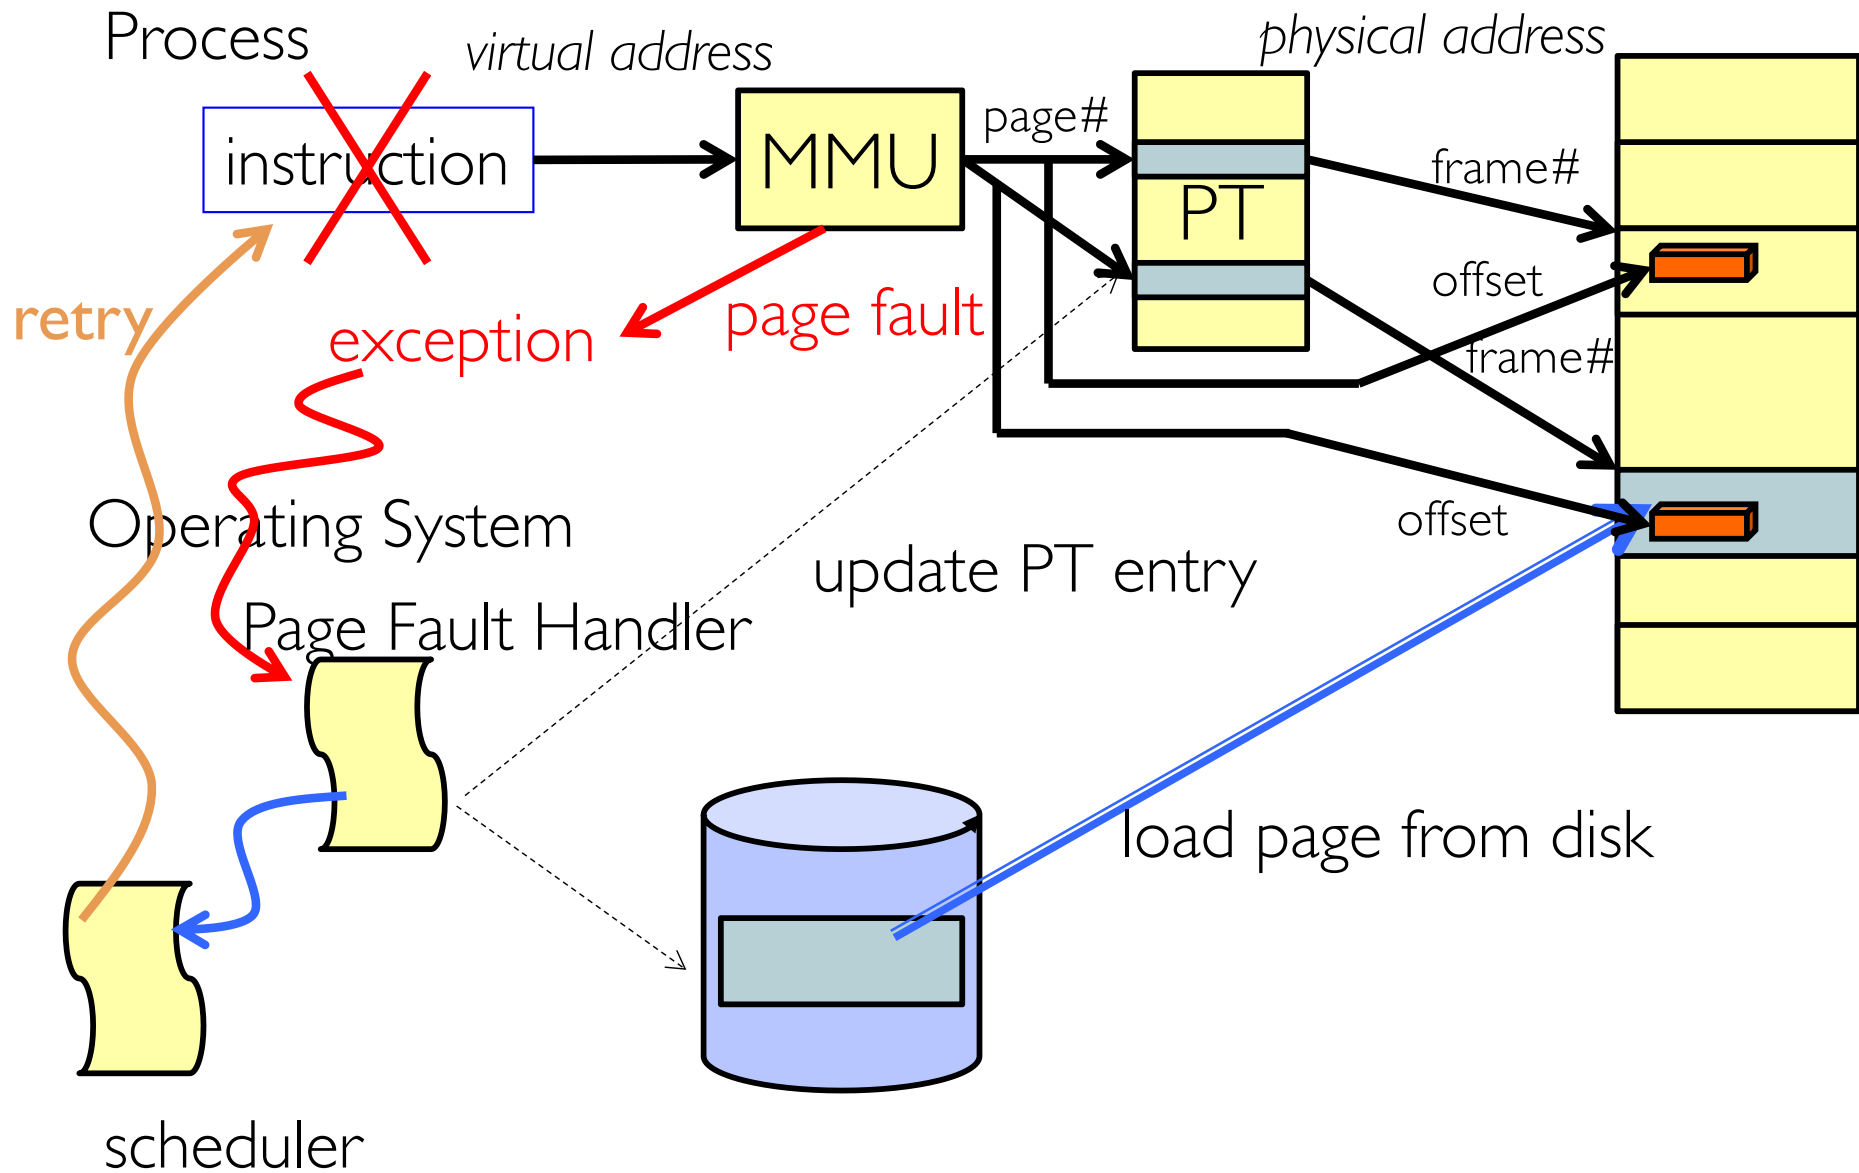 Process
virtual address
physical address
instruction
MMU
page#
PT
frame#
offset
frame#
retry
exception
page fault
offset
Operating System
update PT entry
Page Fault Handler
load page from disk
scheduler